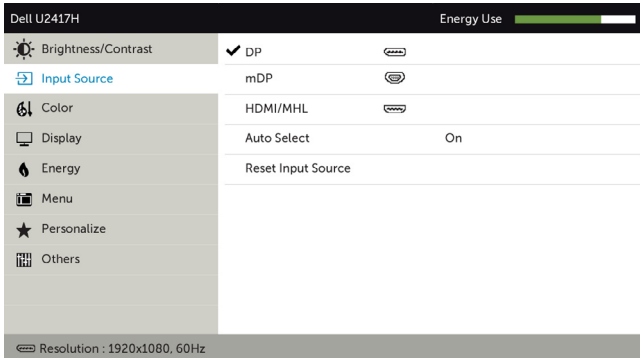 Dell U2417H
Energy Use
Brightness/Contrast
Input Source
Color
Display
Energy
Menu
Personalize
Others
DP
mDP
HDMI/MHL
Auto Select On
Reset Input Source
Resolution : 1920x1080, 60Hz